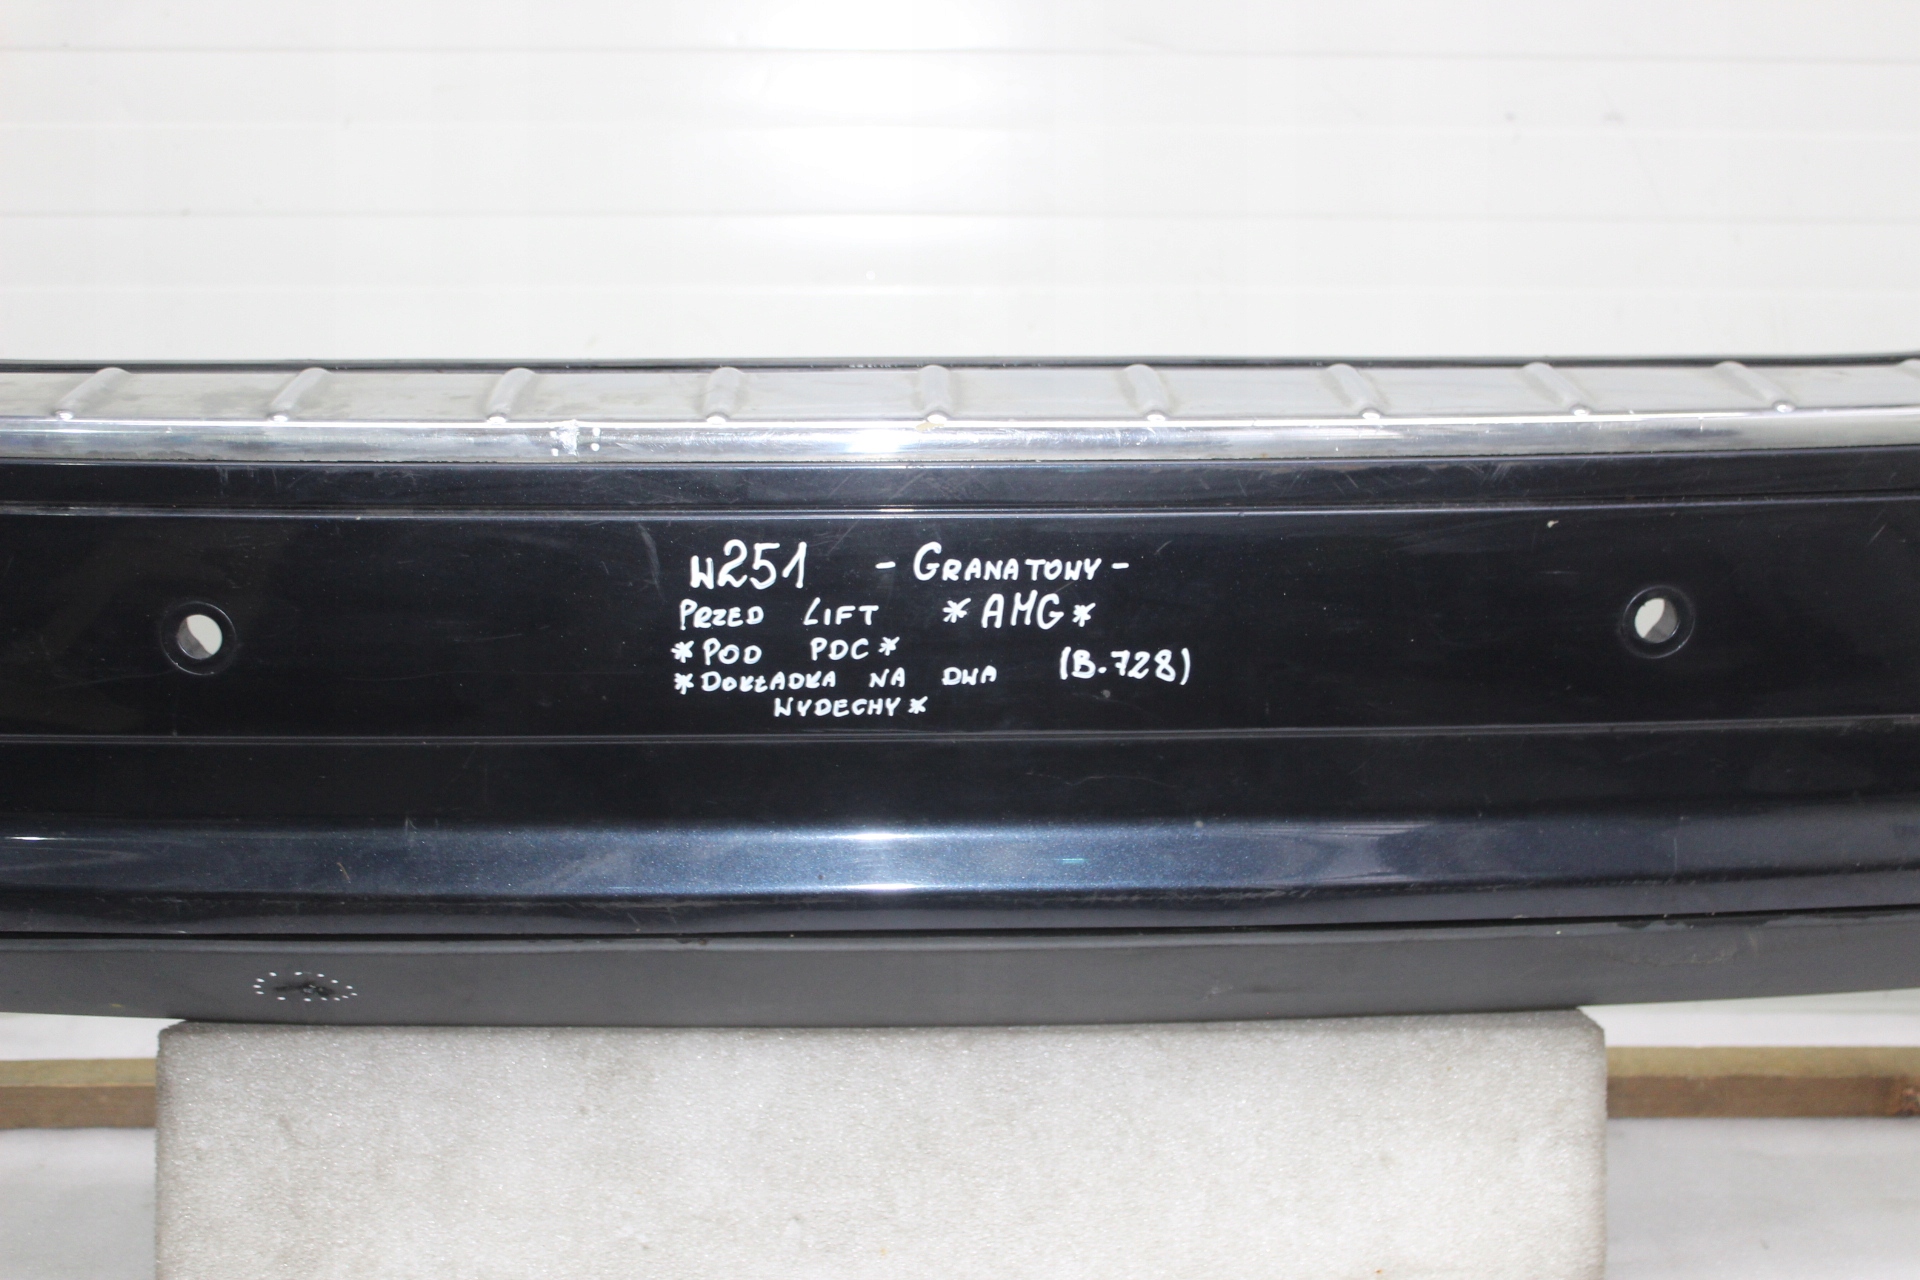 W251 - GRANATOWY -
PRZED LIFT *AMG*
*POD PDC*
*DOKŁADKA NA DWA (B.728)
WYDECHY*